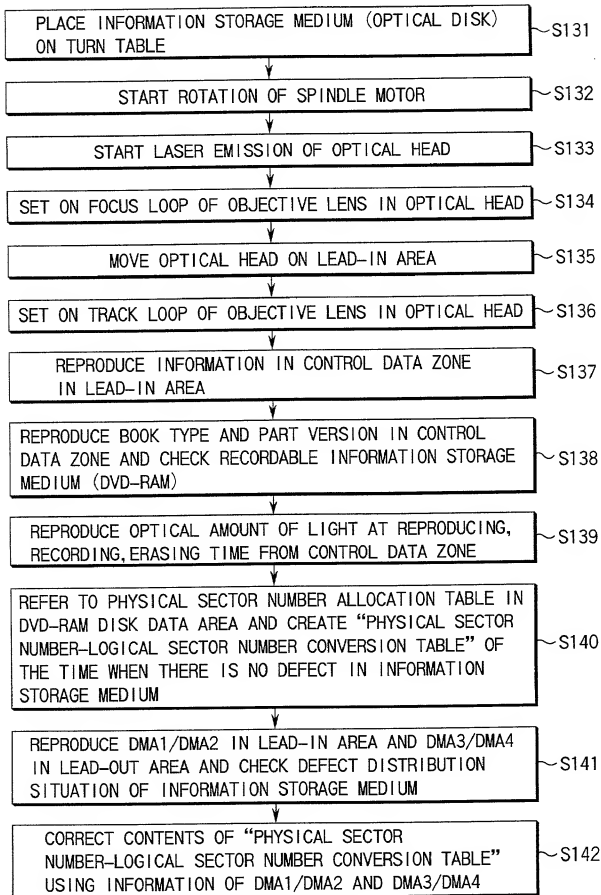 PLACE INFORMATION STORAGE MEDIUM (OPTICAL DISK)
ON TURN TABLE
S131
START ROTATION OF SPINDLE MOTOR
S132
START LASER EMISSION OF OPTICAL HEAD
S133
SET ON FOCUS LOOP OF OBJECTIVE LENS IN OPTICAL HEAD
S134
MOVE OPTICAL HEAD ON LEAD-IN AREA
S135
SET ON TRACK LOOP OF OBJECTIVE LENS IN OPTICAL HEAD
S136
REPRODUCE INFORMATION IN CONTROL DATA ZONE
IN LEAD-IN AREA
S137
REPRODUCE BOOK TYPE AND PART VERSION IN CONTROL
DATA ZONE AND CHECK RECORDABLE INFORMATION STORAGE
MEDIUM (DVD-RAM)
S138
REPRODUCE OPTICAL AMOUNT OF LIGHT AT REPRODUCING,
RECORDING, ERASING TIME FROM CONTROL DATA ZONE
S139
REFER TO PHYSICAL SECTOR NUMBER ALLOCATION TABLE IN
DVD-RAM DISK DATA AREA AND CREATE “PHYSICAL SECTOR
NUMBER-LOGICAL SECTOR NUMBER CONVERSION TABLE” OF
THE TIME WHEN THERE IS NO DEFECT IN INFORMATION
STORAGE MEDIUM
S140
REPRODUCE DMA1/DMA2 IN LEAD-IN AREA AND DMA3/DMA4
IN LEAD-OUT AREA AND CHECK DEFECT DISTRIBUTION
SITUATION OF INFORMATION STORAGE MEDIUM
S141
CORRECT CONTENTS OF “PHYSICAL SECTOR
NUMBER-LOGICAL SECTOR NUMBER CONVERSION TABLE”
USING INFORMATION OF DMA1/DMA2 AND DMA3/DMA4
S142